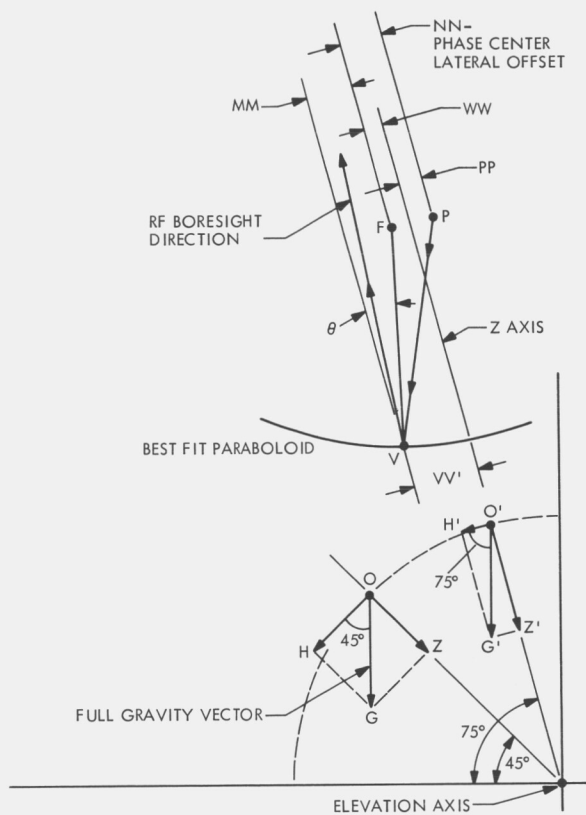 NN-
PHASE CENTER
LATERAL OFFSET
MM
WW
PP
RF BORESIGHT
DIRECTION
F
P
θ
Z AXIS
BEST FIT PARABOLOID
V
VV'
H'
O'
75°
O
H
45°
Z
G'
Z'
FULL GRAVITY VECTOR
G
75°
45°
ELEVATION AXIS